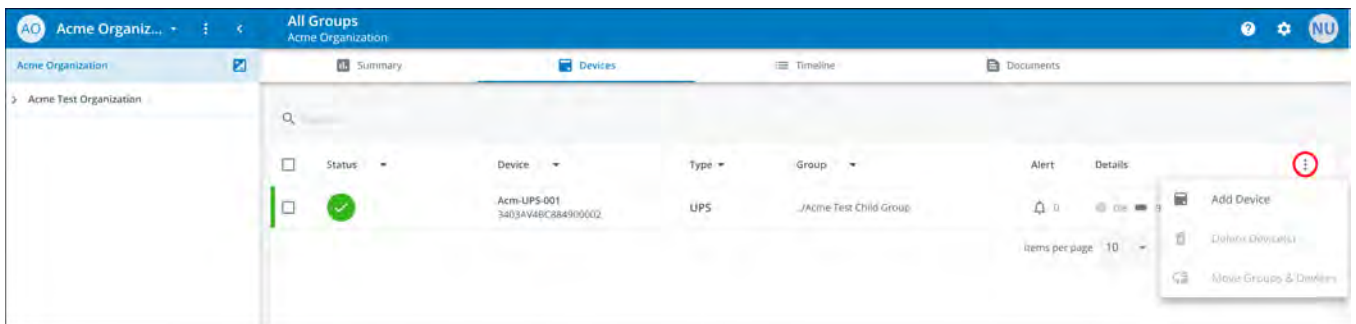 AO Acme Organiz...
All Groups
Acme Organization
NU
Acme Organization
Summary
Devices
Timeline
Documents
Acme Test Organization
Status
Device
Type
Group
Alert
Details
Acm-UPS-001
UPS
../Acme Test Child Group
0
Add Device
Items per page 10
Delete Device(s)
Move Groups & Devices